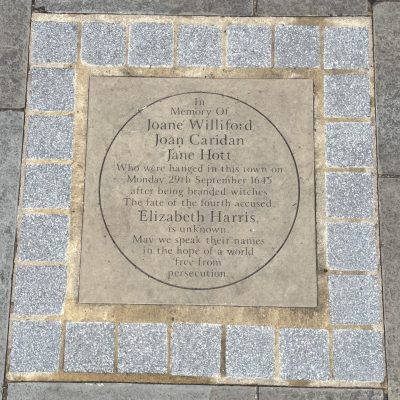 In
Memory Of
Joane Williford
Joan Caridan
Jane Hott
Who were hanged in this town on
Monday 29th September 1645
after being branded witches
The fate of the fourth accused,
Elizabeth Harris,
is unknown.
May we speak their names
in the hope of a world
free from
persecution.